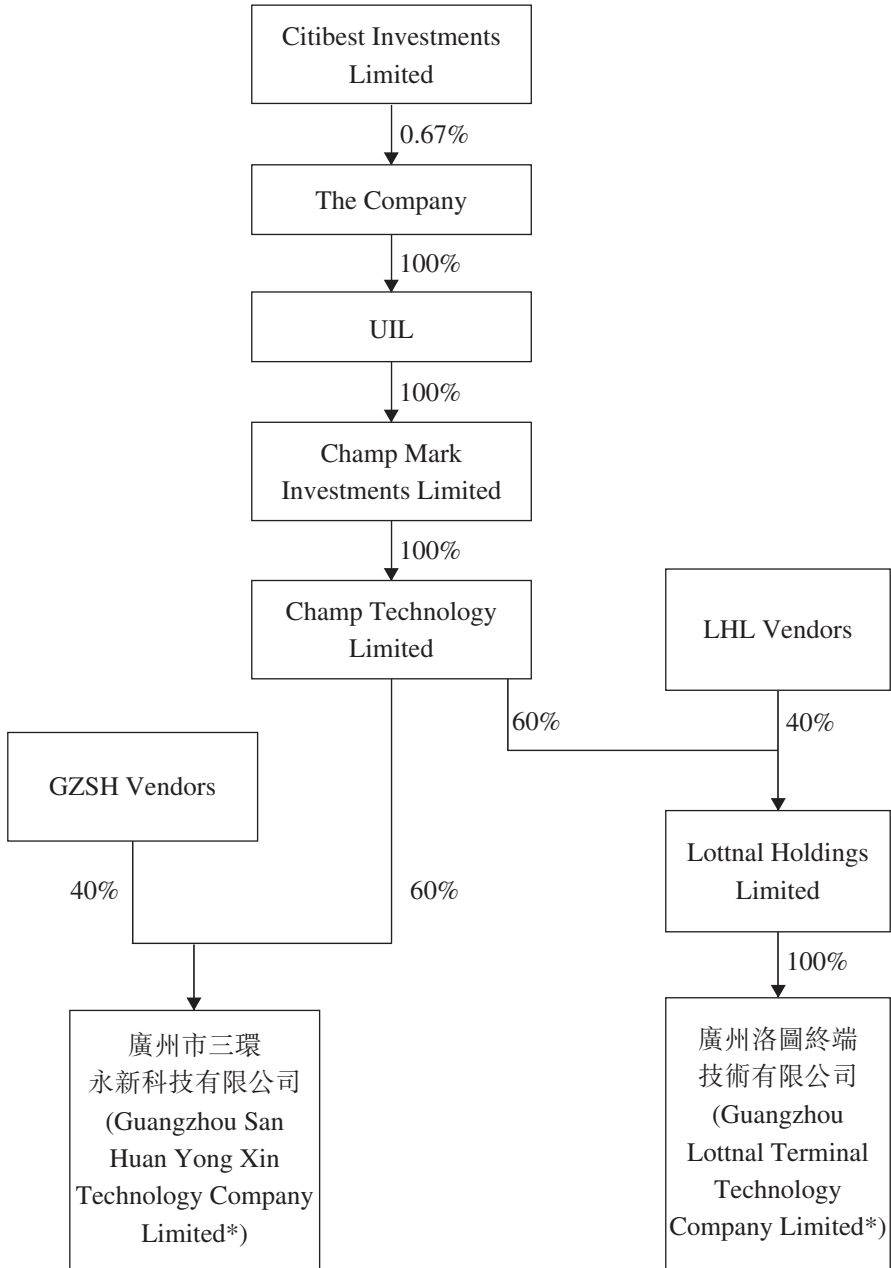 Citibest Investments
Limited
0.67%
The Company
100%
UIL
100%
Champ Mark
Investments Limited
100%
Champ Technology
Limited
LHL Vendors
60%
40%
GZSH Vendors
Lottnal Holdings
Limited
40%
60%
100%
廣州市三環
永新科技有限公司
(Guangzhou San
Huan Yong Xin
Technology Company
Limited*)
廣州洛圖終端
技術有限公司
(Guangzhou
Lottnal Terminal
Technology
Company Limited*)